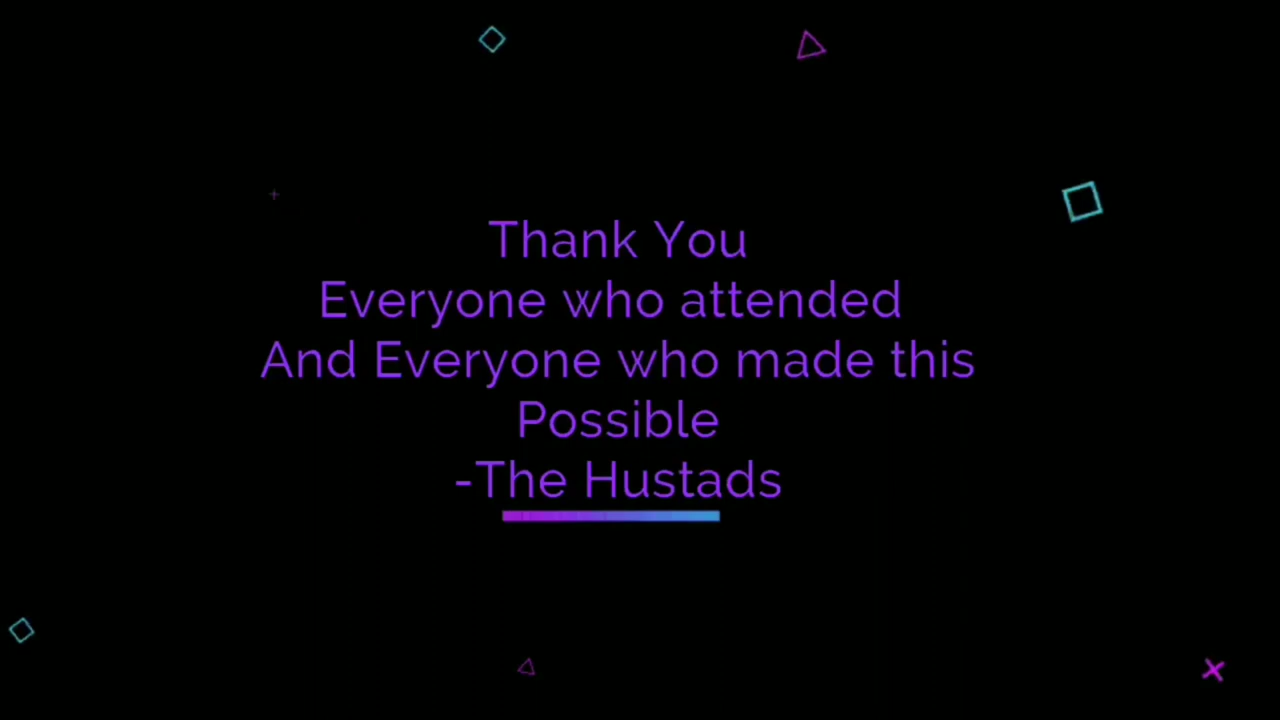 Thank You
Everyone who attended
And Everyone who made this
Possible
-The Hustads